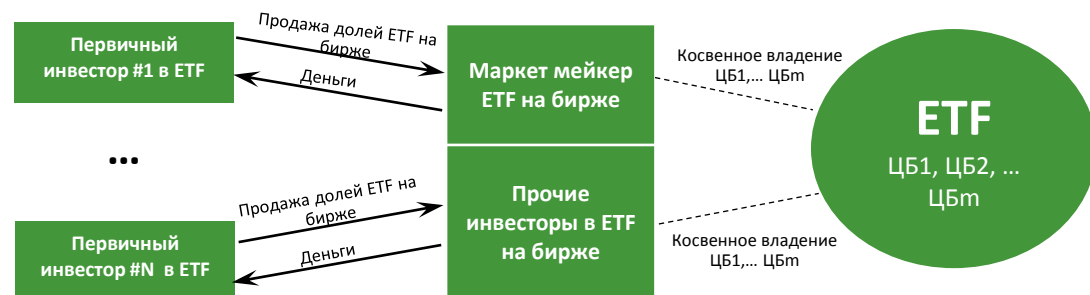 Первичный
инвестор #1 в ETF
Продажа долей ETF на
бирже
Деньги
Маркет мейкер
ETF на бирже
Косвенное владение
ЦБ1,... ЦБm
ETF
ЦБ1, ЦБ2, ...
ЦБm
...
Первичный
инвестор #N в ETF
Продажа долей ETF на
бирже
Деньги
Прочие
инвесторы в ETF
на бирже
Косвенное владение
ЦБ1,... ЦБm